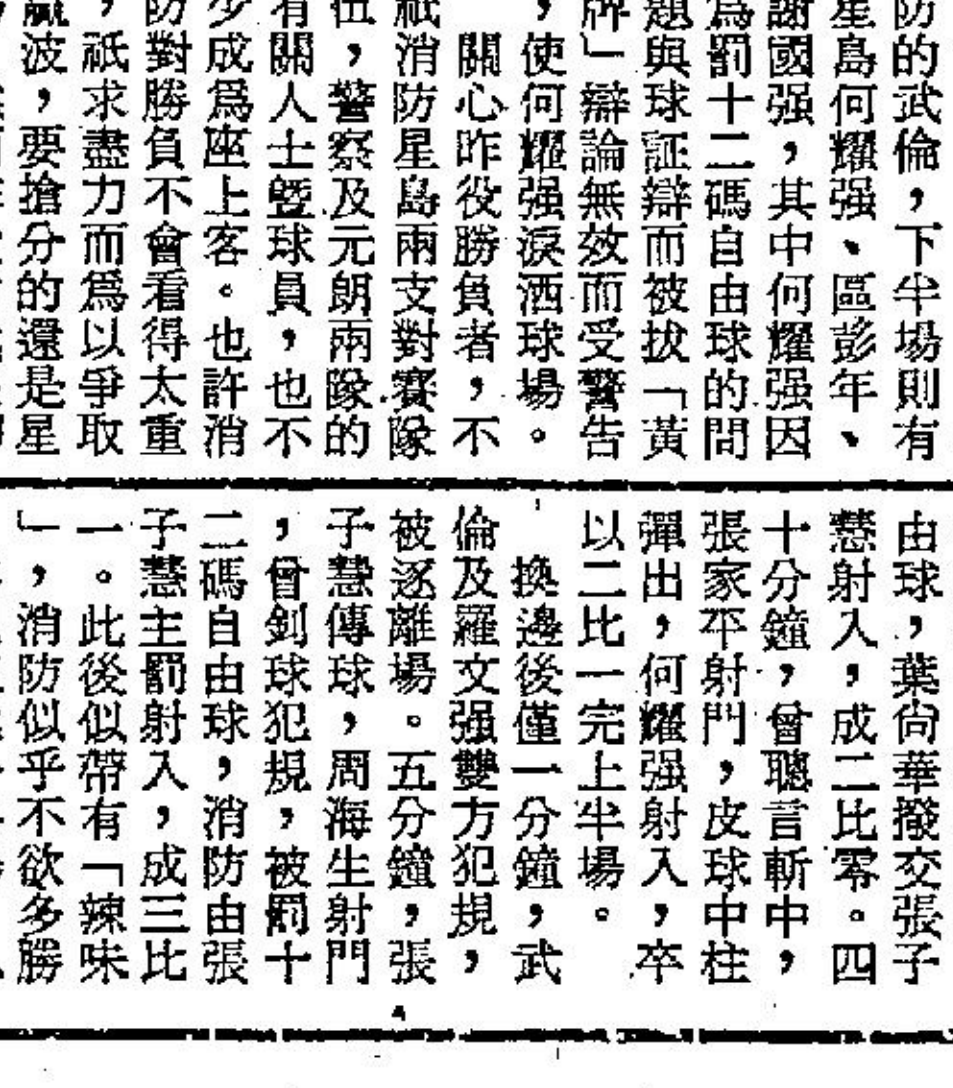 防的武倫，下半場則有
星島何耀强、區彭年、
謝國强，其中何耀强因
為罰十二碼自由球的問
題與球証辯而被拔「黃
牌」辯論無效而受警告
，使何耀强淚洒球場。
關心昨役勝負者，不
祇消防星島兩支對賽隊
伍，警察及元朗兩隊的
有關人士曁球員，也不
少成爲座上客。也許消
防對勝負不會看得太重
，祇求盡力而爲以爭取
贏波，要搶分的還是星
由球，葉尙華撥交張子
慧射入，成二比零。四
十分鐘，曾聰言斬中，
張家平射門，皮球中柱
彈出，何耀强射入，卒
以二比一完上半場。
換邊後僅一分鐘，武
倫及羅文强雙方犯規，
被逐離場。五分鐘，張
子慧傳球，周海生射門
，曾釗球犯規，被罰十
二碼自由球，消防由張
子慧主罰射入，成三比
一。此後似帶有「辣味
」，消防似乎不欲多勝